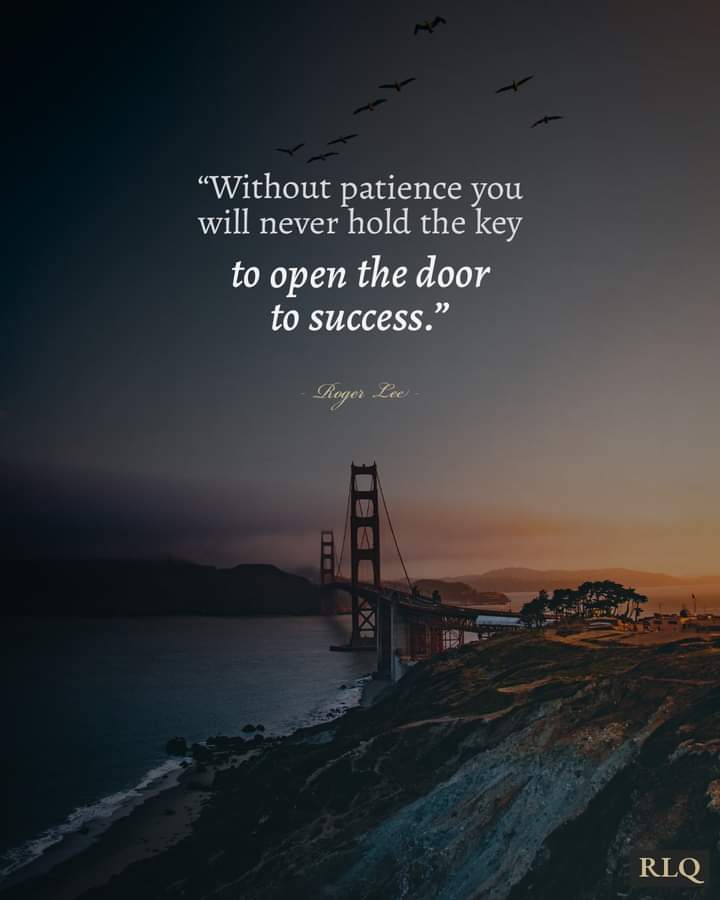 “Without patience you
will never hold the key
to open the door
to success.”
- Roger Lee -
RLQ